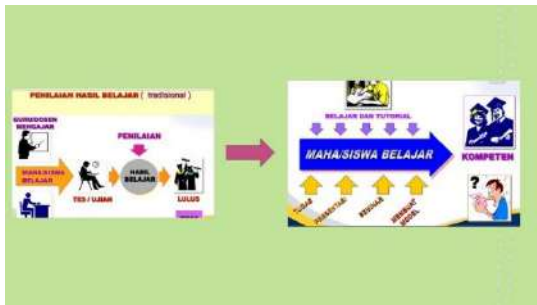 PENILAIAN HASIL BELAJAR ( tradisional )
GURU/DOSEN
MENGAJAR
PENILAIAN
MAHA/SISWA
BELAJAR
HASIL
BELAJAR
TES / UJIAN
LULUS
BELAJAR DAN TUTORIAL
MAHA/SISWA BELAJAR
KOMPETEN
?
TUGAS
PRESENTASI
SEMINAR
MEMBUAT
MODEL